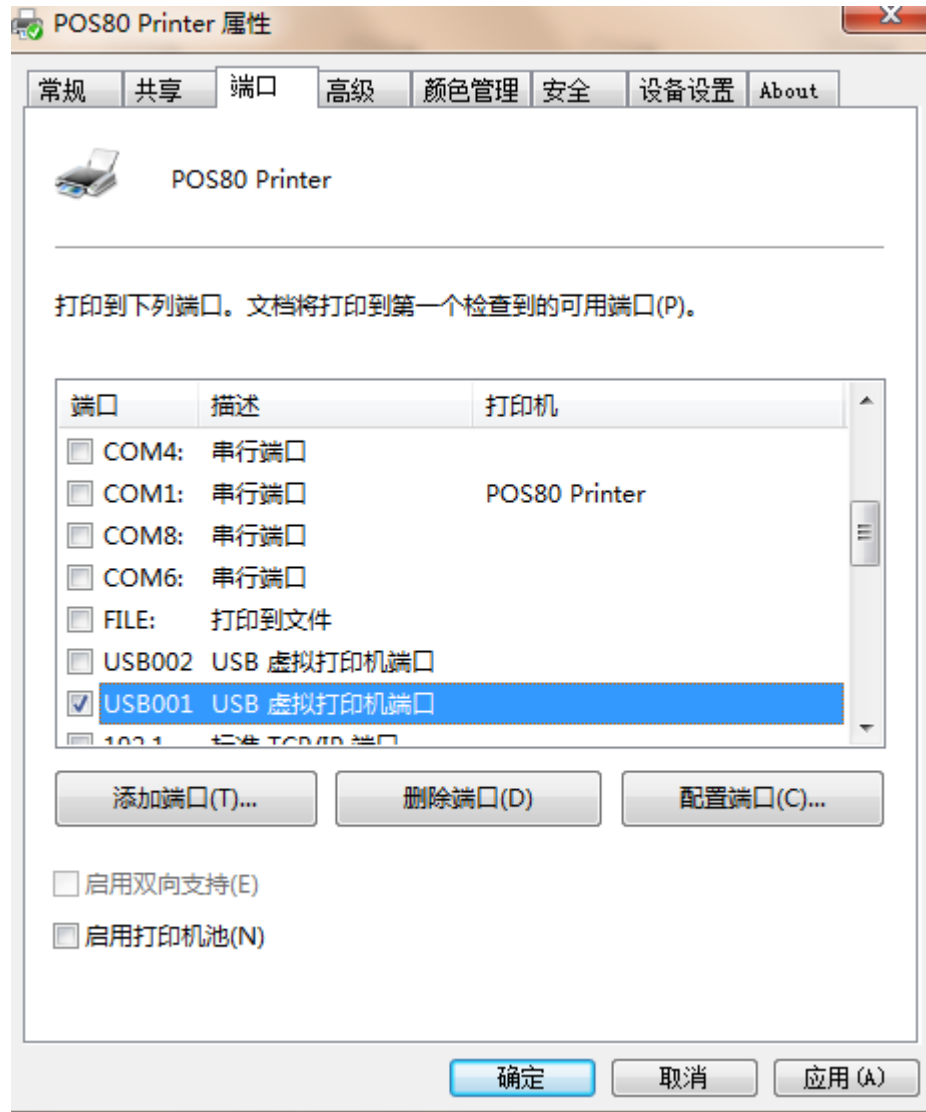 POS80 Printer 属性
常规 共享 端口 高级 颜色管理 安全 设备设置 About
POS80 Printer
打印到下列端口。文档将打印到第一个检查到的可用端口(P)。
端口 描述 打印机
COM4: 串行端口
COM1: 串行端口 POS80 Printer
COM8: 串行端口
COM6: 串行端口
FILE: 打印到文件
USB002 USB 虚拟打印机端口
USB001 USB 虚拟打印机端口
标准 TCP/IP 端口
添加端口(T)... 删除端口(D) 配置端口(C)...
启用双向支持(E)
启用打印机池(N)
确定 取消 应用(A)